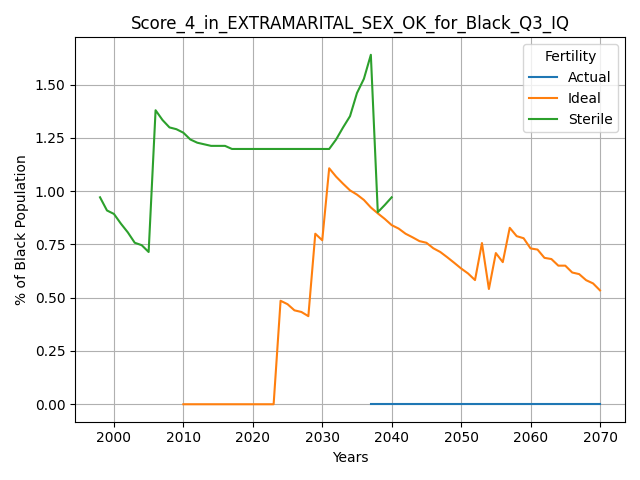 Score_4_in_EXTRAMARITAL_SEX_OK_for_Black_Q3_IQ
Fertility
Actual
Ideal
Sterile
% of Black Population
1.50
1.25
1.00
0.75
0.50
0.25
0.00
2000 2010 2020 2030 2040 2050 2060 2070
Years